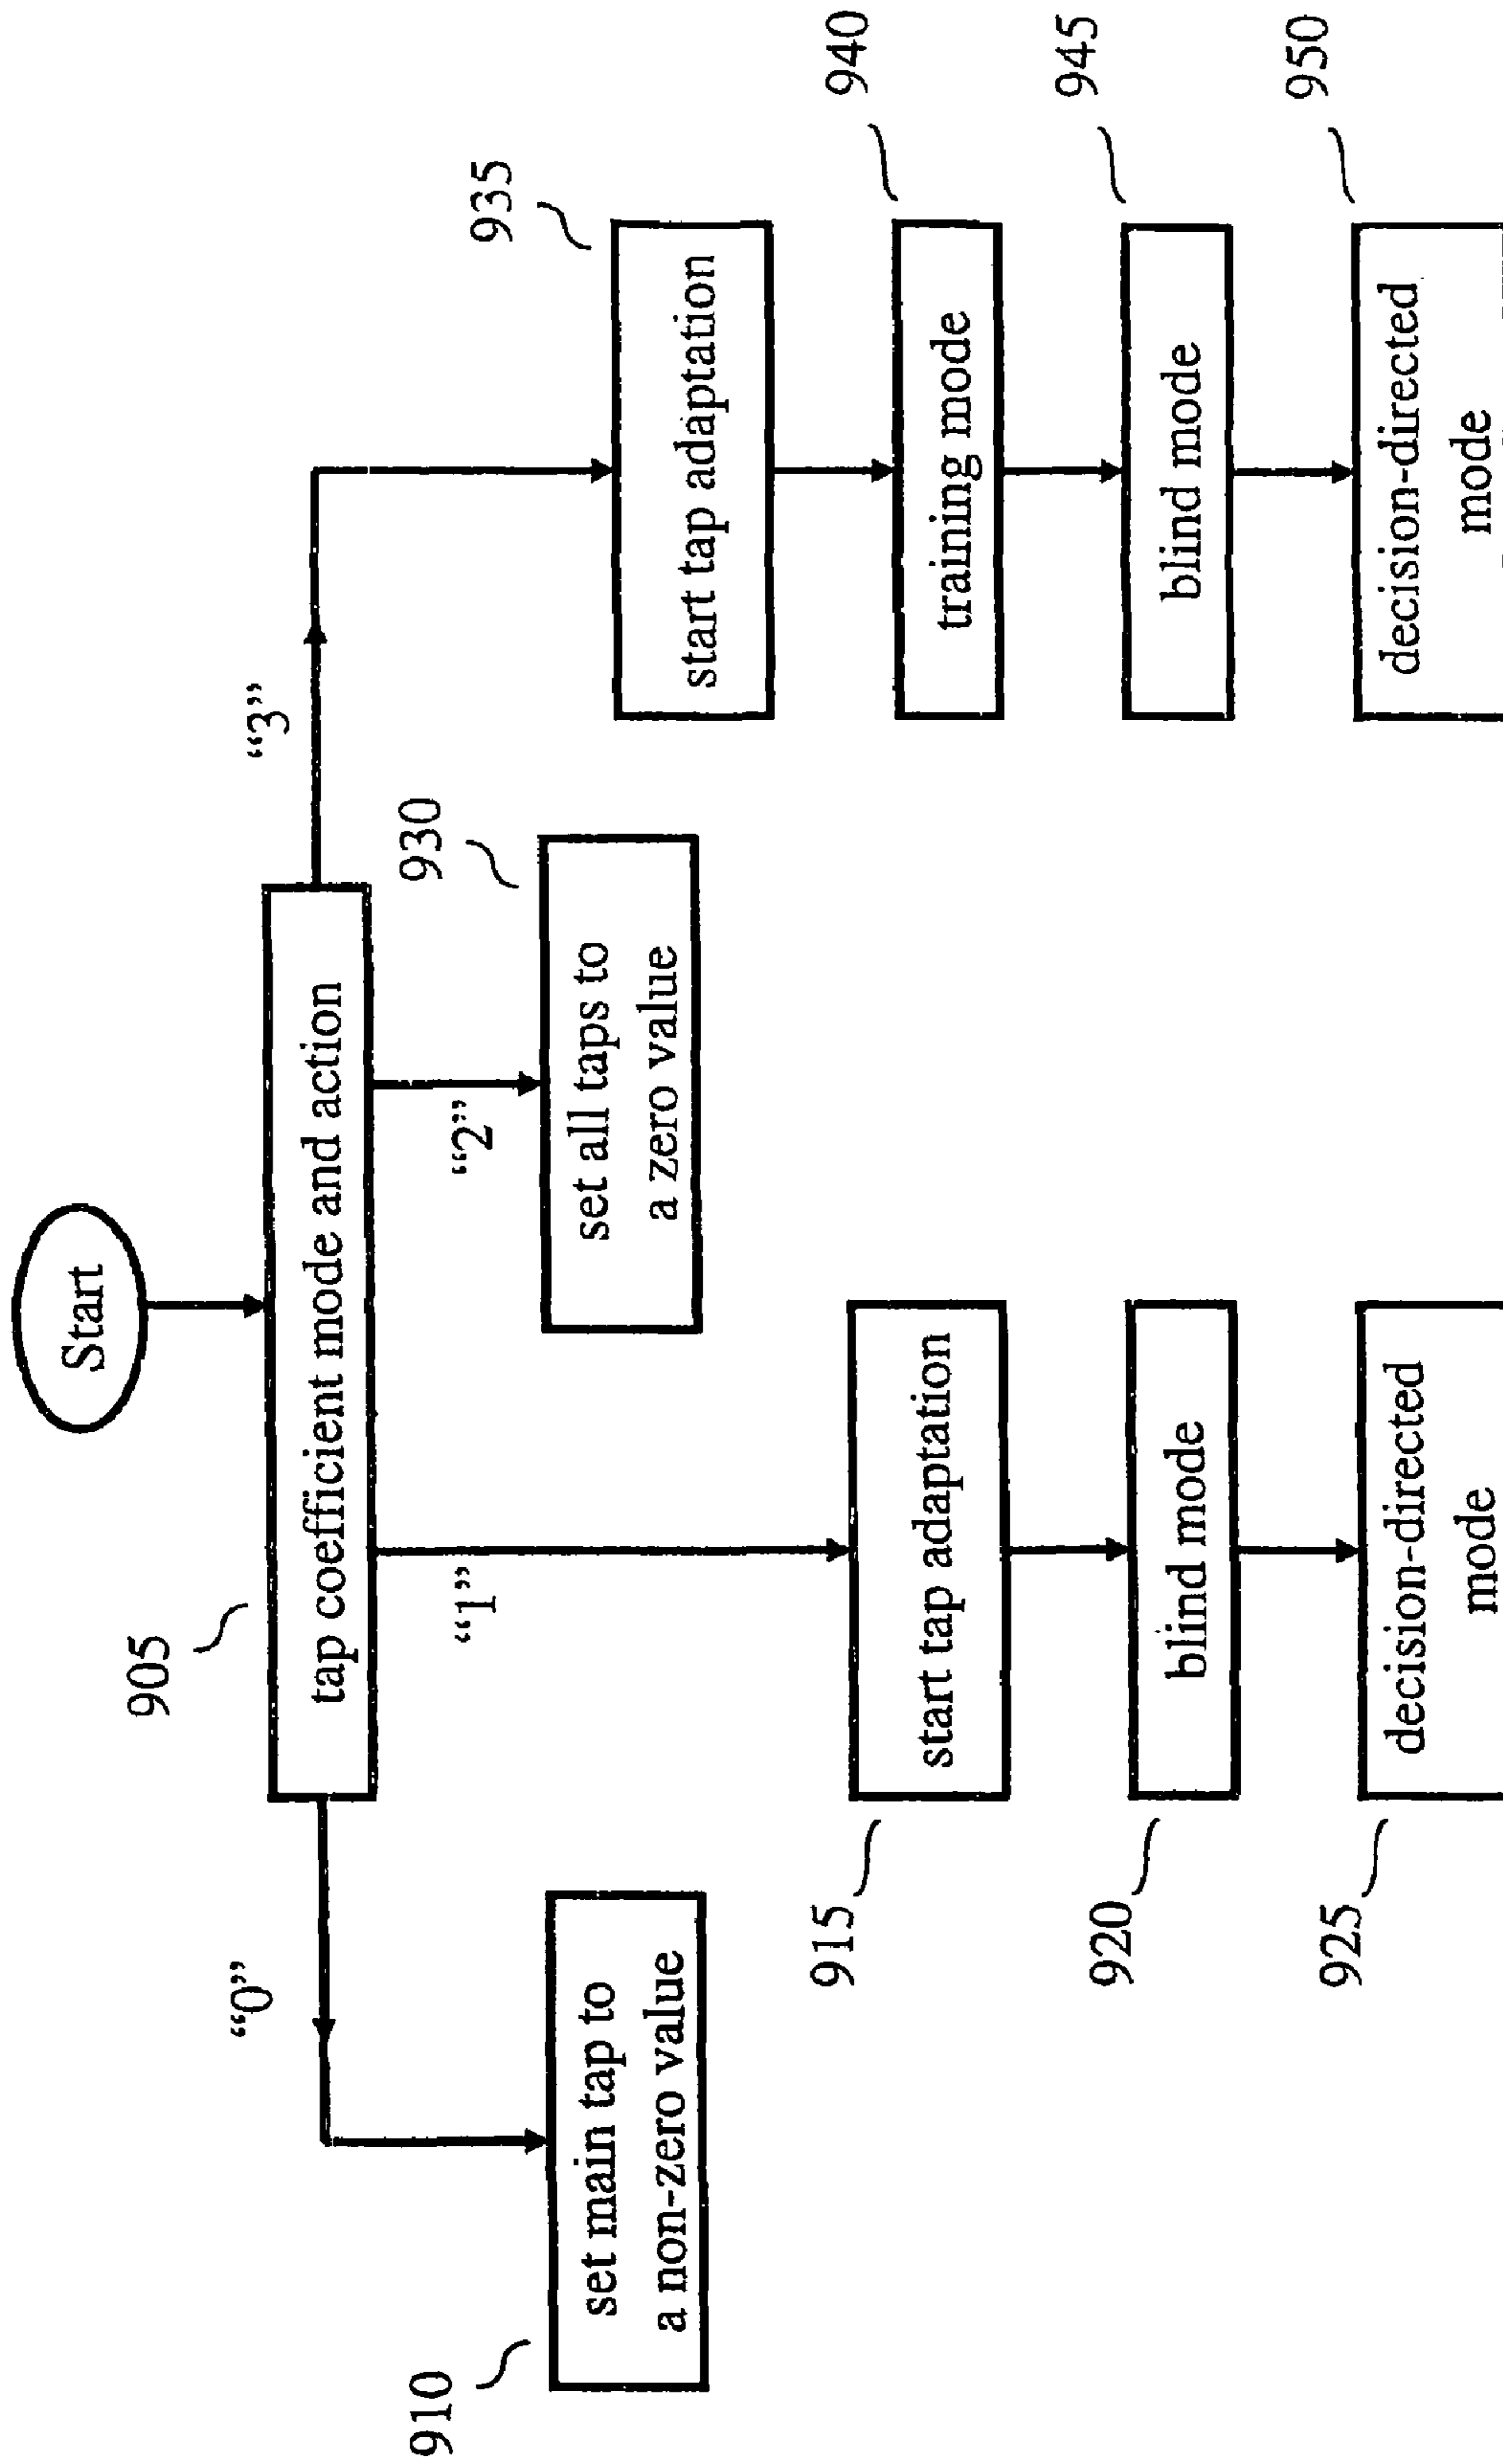 Start
905
tap coefficient mode and action
“0”
“1”
“2”
“3”
910
set main tap to
a non-zero value
915
start tap adaptation
920
blind mode
925
decision-directed
mode
930
set all taps to
a zero value
935
start tap adaptation
940
training mode
945
blind mode
950
decision-directed
mode